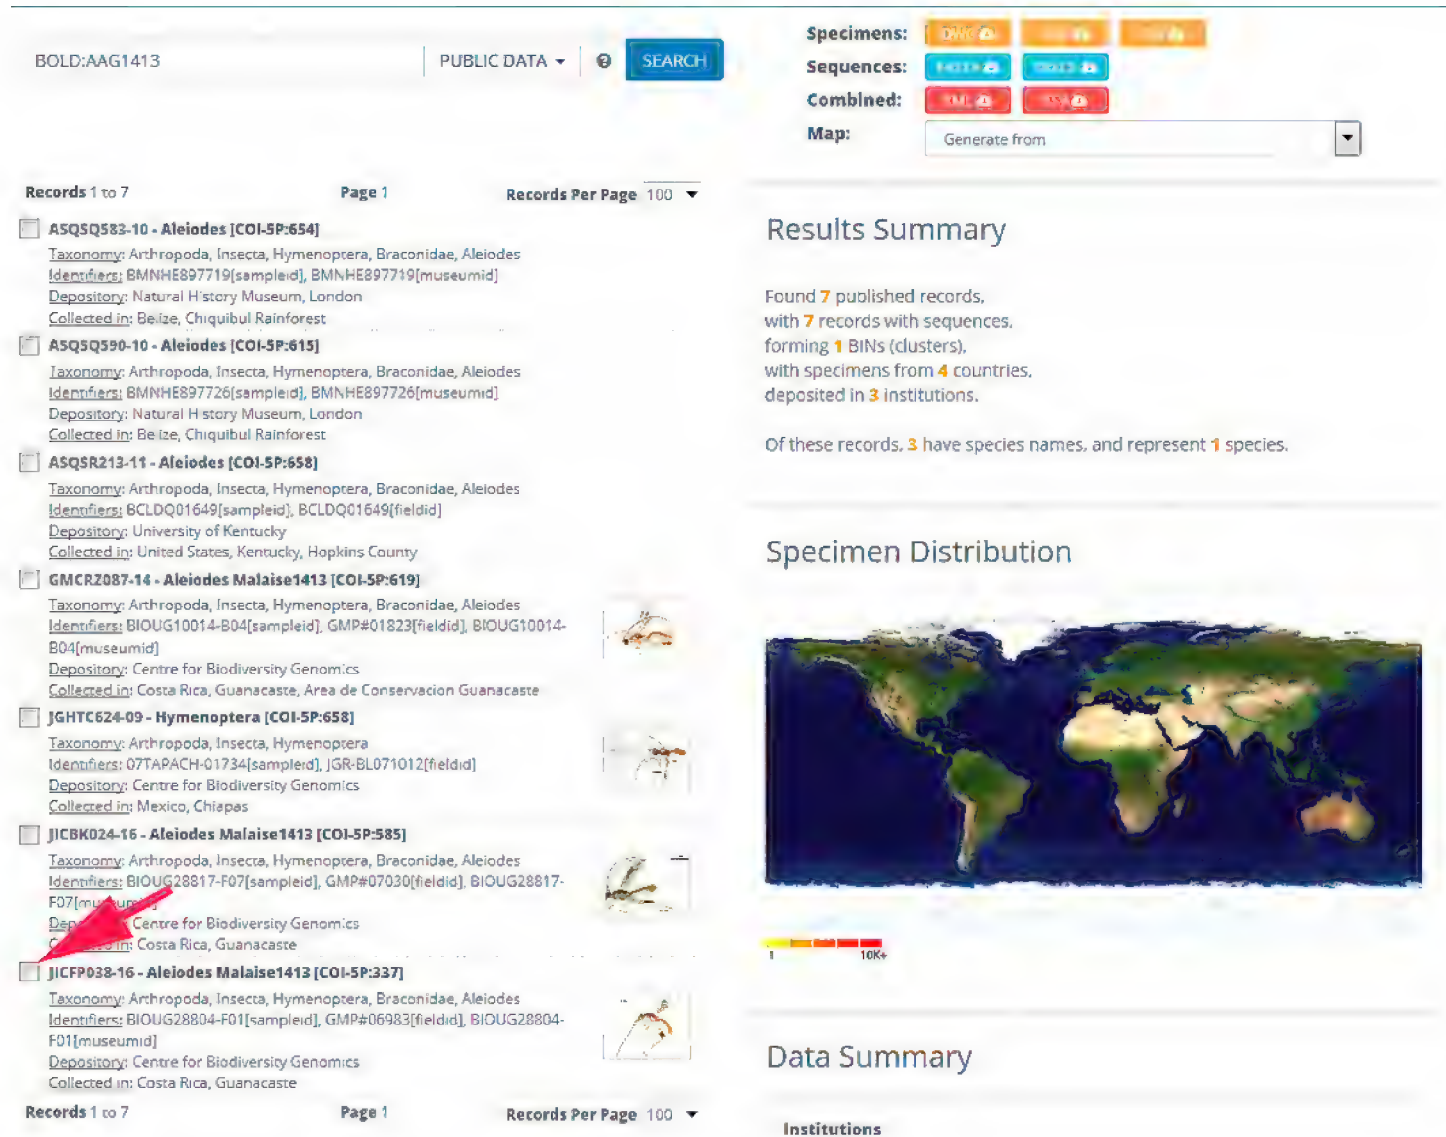 BOLD:AAG1413
PUBLIC DATA
SEARCH
Records 1 to 7 Page 1 Records Per Page 100
ASQSQ583-10 - Aleiodes [COI-5P:654]
Taxonomy: Arthropoda, Insecta, Hymenoptera, Braconidae, Aleiodes
Identifiers: BMNHE897719[sampleid], BMNHE897719[museumid]
Depository: Natural History Museum, London
Collected in: Belize, Chiquibul Rainforest
ASQSQ590-10 - Aleiodes [COI-5P:615]
Taxonomy: Arthropoda, Insecta, Hymenoptera, Braconidae, Aleiodes
Identifiers: BMNHE897726[sampleid], BMNHE897726[museumid]
Depository: Natural History Museum, London
Collected in: Belize, Chiquibul Rainforest
ASQSR213-11 - Aleiodes [COI-5P:658]
Taxonomy: Arthropoda, Insecta, Hymenoptera, Braconidae, Aleiodes
Identifiers: BCLDQ01649[sampleid], BCLDQ01649[fieldid]
Depository: University of Kentucky
Collected in: United States, Kentucky, Hopkins County
GMCRZ087-14 - Aleiodes Malaise1413 [COI-5P:619]
Taxonomy: Arthropoda, Insecta, Hymenoptera, Braconidae, Aleiodes
Identifiers: BIOUG10014-B04[sampleid], GMP#01823[fieldid], BIOUG10014-
B04[museumid]
Depository: Centre for Biodiversity Genomics
Collected in: Costa Rica, Guanacaste, Area de Conservacion Guanacaste
JGHTC624-09 - Hymenoptera [COI-5P:658]
Taxonomy: Arthropoda, Insecta, Hymenoptera
Identifiers: 07TAPACH-01734[sampleid], JGR-BL071012[fieldid]
Depository: Centre for Biodiversity Genomics
Collected in: Mexico, Chiapas
JICBK024-16 - Aleiodes Malaise1413 [COI-5P:585]
Taxonomy: Arthropoda, Insecta, Hymenoptera, Braconidae, Aleiodes
Identifiers: BIOUG28817-F07[sampleid], GMP#07030[fieldid], BIOUG28817-
F07[museumid]
Centre for Biodiversity Genomics
in: Costa Rica, Guanacaste
JICFP038-16 - Aleiodes Malaise1413 [COI-5P:337]
Taxonomy: Arthropoda, Insecta, Hymenoptera, Braconidae, Aleiodes
Identifiers: BIOUG28804-F01[sampleid], GMP#06983[fieldid], BIOUG28804-
F01[museumid]
Depository: Centre for Biodiversity Genomics
Collected in: Costa Rica, Guanacaste
Records 1 to 7 Page 1 Records Per Page 100
Specimens:
Sequences:
Combined:
Map: Generate from
Results Summary
Found 7 published records,
with 7 records with sequences,
forming 1 BINs (clusters),
with specimens from 4 countries,
deposited in 3 institutions.
Of these records, 3 have species names, and represent 1 species.
Specimen Distribution
1 10K+
Data Summary
Institutions